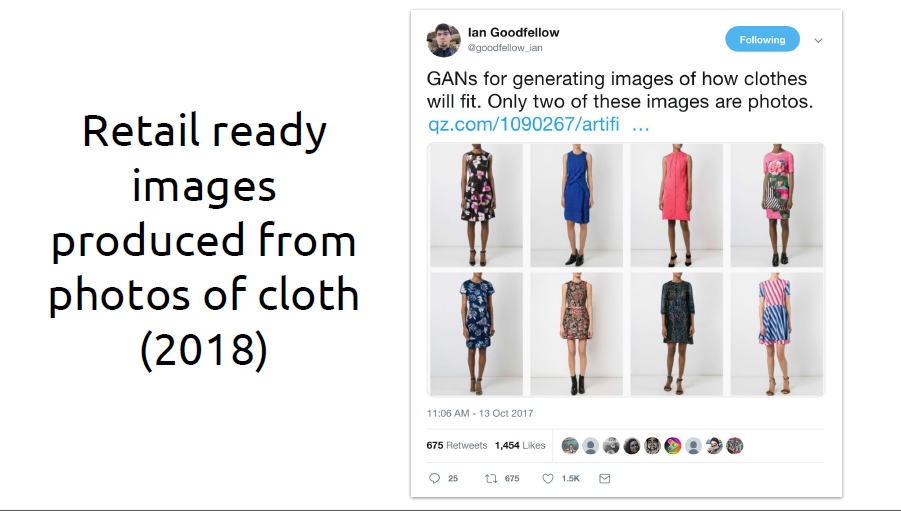 Retail ready
images
produced from
photos of cloth
(2018)
Ian Goodfellow
@goodfellow_ian
Following
GANs for generating images of how clothes
will fit. Only two of these images are photos.
qz.com/1090267/artifi …
11:06 AM - 13 Oct 2017
675 Retweets 1,454 Likes
25 675 1.5K